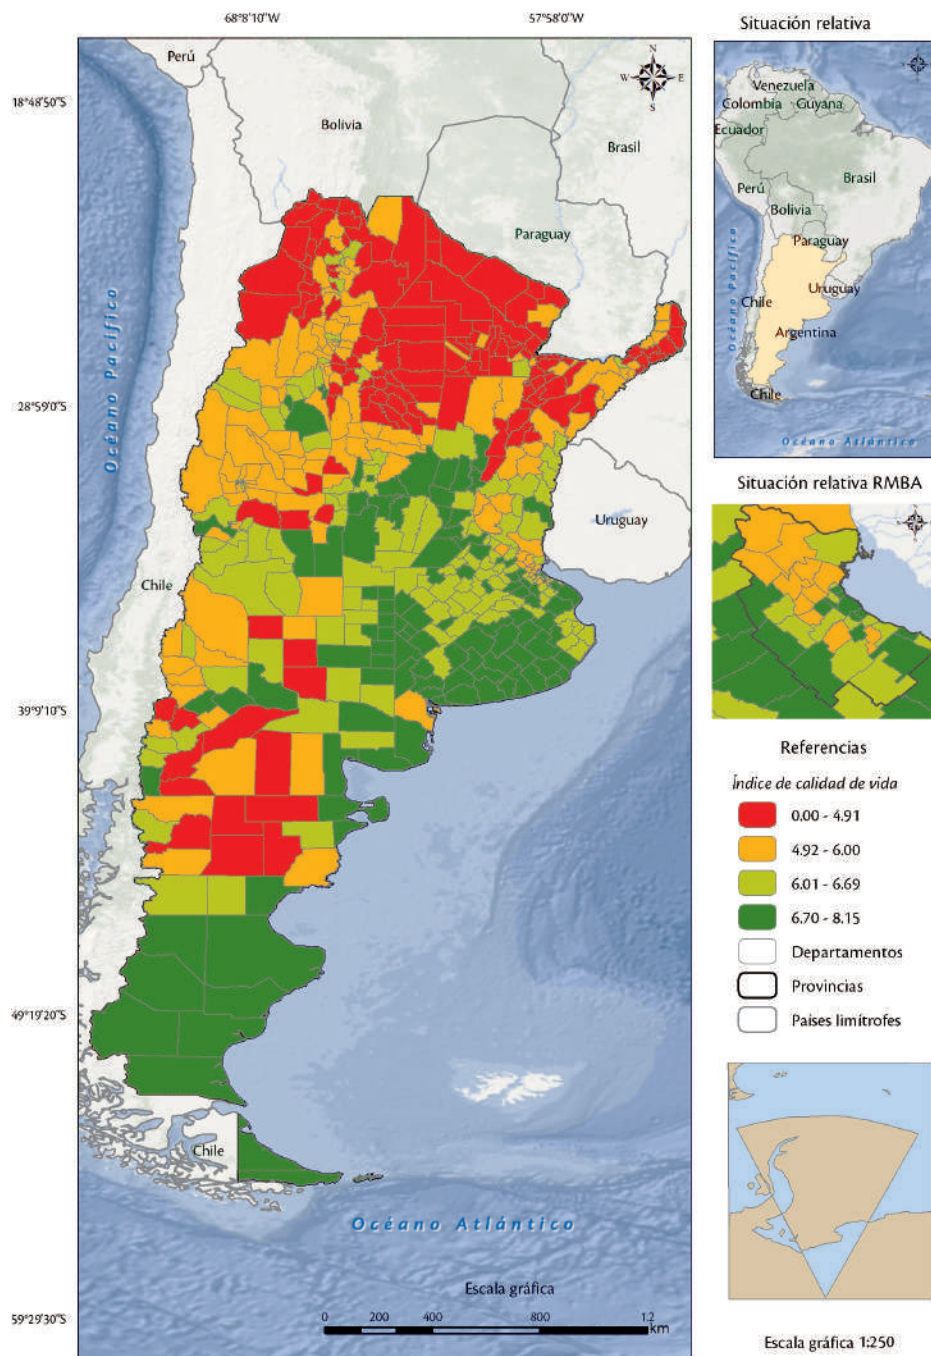 68°8'10"W
57°58'0"W
Situación relativa
18°48'50"S
Perú
Bolivia
Brasil
Paraguay
N
W
E
S
Venezuela
Colombia
Guyana
Ecuador
Perú
Brasil
Bolivia
Paraguay
Chile
Uruguay
Argentina
Chile
Océano Pacífico
Océano Atlántico
Océano Pacífico
28°59'0"S
Situación relativa RMBA
Uruguay
Chile
39°9'10"S
Referencias
Índice de calidad de vida
0.00 - 4.91
4.92 - 6.00
6.01 - 6.69
6.70 - 8.15
Departamentos
Provincias
Países limítrofes
49°19'20"S
Chile
Océano Atlántico
Escala gráfica
0 200 400 800 1.2
km
59°29'30"S
Escala gráfica 1:250